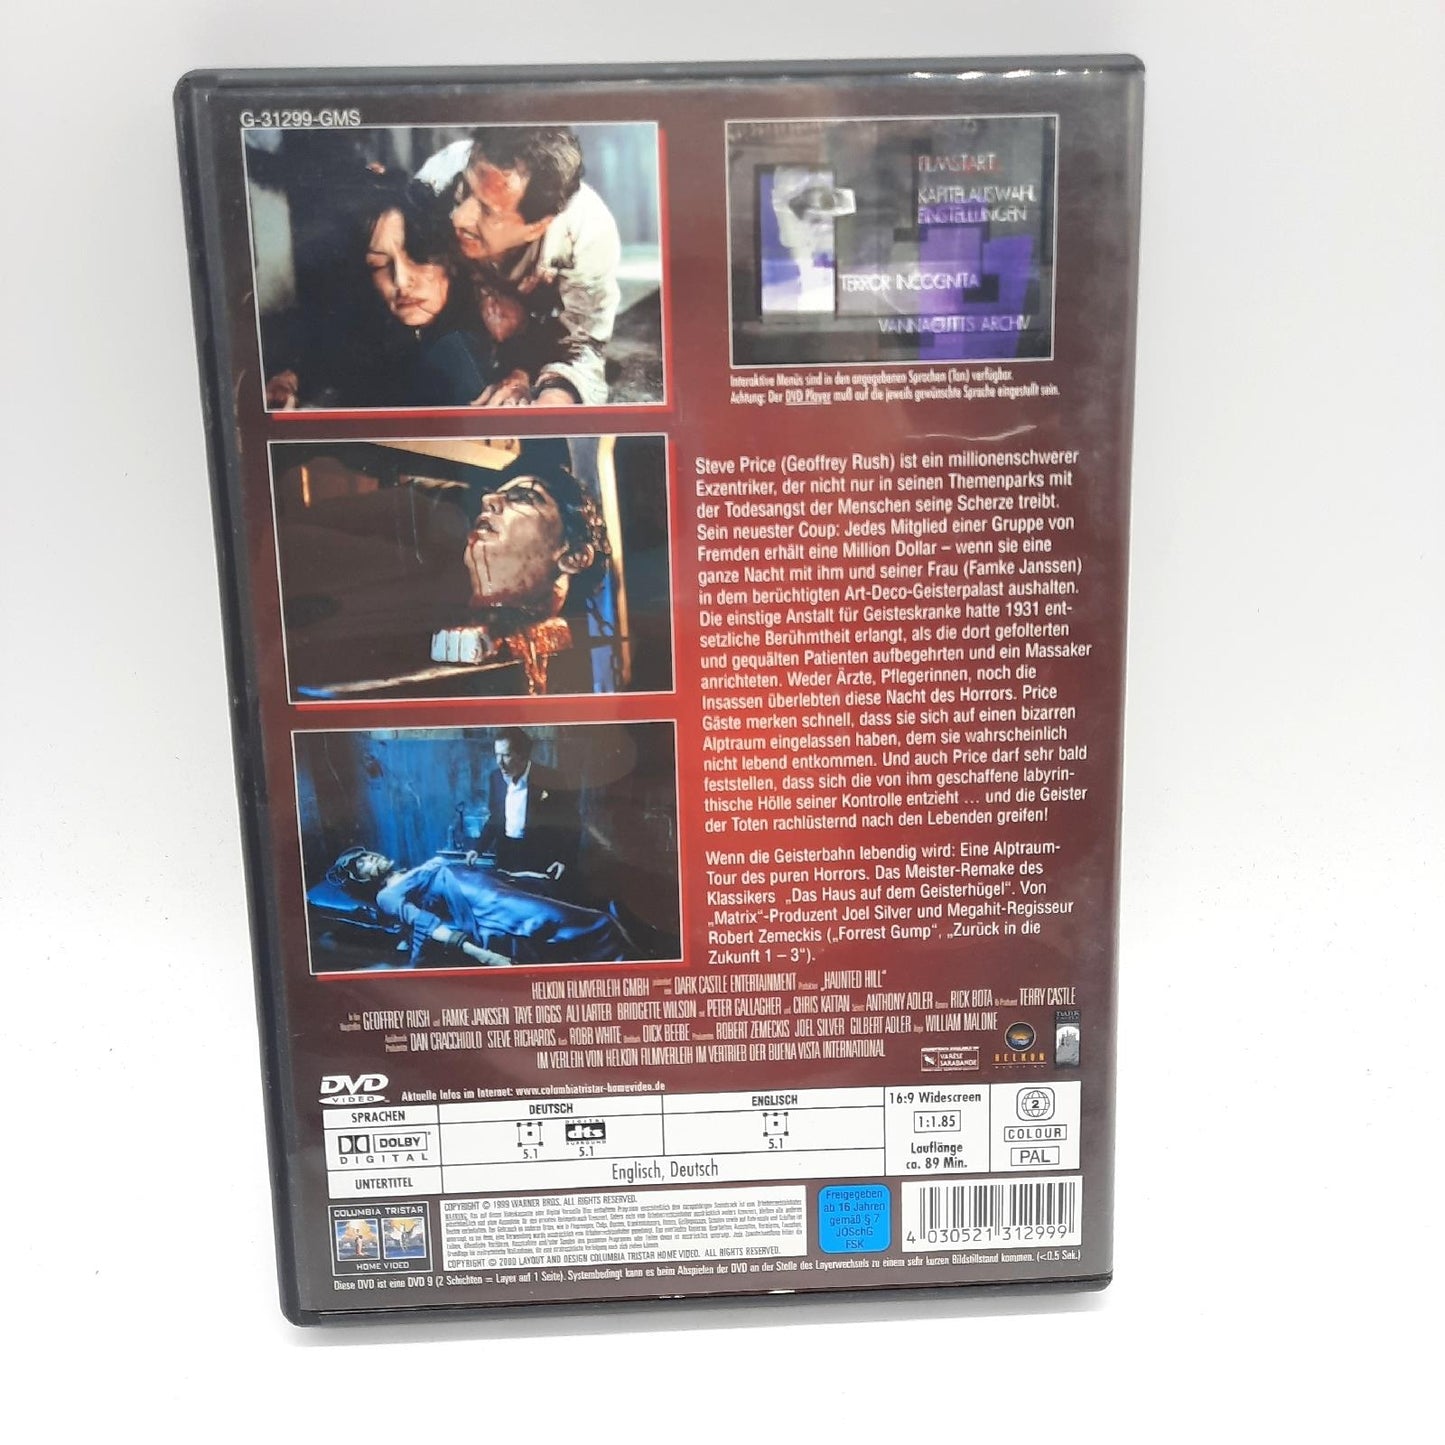 G-31299-GMS
FILMSTART
KAPITELAUSWAHL
EINSTELLUNGEN
TERROR INCOGNITA
VANNACUTTS ARCHIV
Interaktive Menüs sind in den angegebenen Sprachen (Ton) verfügbar.
Achtung: Der DVD Player muß auf die jeweils gewünschte Sprache eingestellt sein.
Steve Price (Geoffrey Rush) ist ein millionenschwerer
Exzentriker, der nicht nur in seinen Themenparks mit
der Todesangst der Menschen seine Scherze treibt.
Sein neuester Coup: Jedes Mitglied einer Gruppe von
Fremden erhält eine Million Dollar – wenn sie eine
ganze Nacht mit ihm und seiner Frau (Famke Janssen)
in dem berüchtigten Art-Deco-Geisterpalast aushalten.
Die einstige Anstalt für Geisteskranke hatte 1931 ent-
setzliche Berühmtheit erlangt, als die dort gefolterten
und gequälten Patienten aufbegehrten und ein Massaker
anrichteten. Weder Ärzte, Pflegerinnen, noch die
Insassen überlebten diese Nacht des Horrors. Price
Gäste merken schnell, dass sie sich auf einen bizarren
Alptraum eingelassen haben, dem sie wahrscheinlich
nicht lebend entkommen. Und auch Price darf sehr bald
feststellen, dass sich die von ihm geschaffene labyrin-
thische Hölle seiner Kontrolle entzieht ... und die Geister
der Toten rachlüsternd nach den Lebenden greifen!
Wenn die Geisterbahn lebendig wird: Eine Alptraum-
Tour des puren Horrors. Das Meister-Remake des
Klassikers „Das Haus auf dem Geisterhügel“. Von
„Matrix“-Produzent Joel Silver und Megahit-Regisseur
Robert Zemeckis („Forrest Gump“, „Zurück in die
Zukunft 1 – 3“).
HELKON FILMVERLEIH GMBH präsentiert eine DARK CASTLE ENTERTAINMENT Produktion „HAUNTED HILL“
GEOFFREY RUSH und FAMKE JANSSEN TAYE DIGGS ALI LARTER BRIDGETTE WILSON PETER GALLAGHER und CHRIS KATTAN Schnitt ANTHONY ADLER Kamera RICK BOTA Co-Produzent TERRY CASTLE
DAN CRACCHIOLO STEVE RICHARDS ROBB WHITE DICK BEEBE Produzenten ROBERT ZEMECKIS JOEL SILVER GILBERT ADLER Regie WILLIAM MALONE
IM VERLEIH VON HELKON FILMVERLEIH IM VERTRIEB DER BUENA VISTA INTERNATIONAL
VARÈSE
SARABANDE
HELKON
DARK
CASTLE
DVD
VIDEO
Aktuelle Infos im Internet: www.columbiatristar-homevideo.de
SPRACHEN
DEUTSCH
ENGLISCH
DOLBY
DIGITAL
5.1
DIGITAL
dts
SURROUND
5.1
5.1
UNTERTITEL
Englisch, Deutsch
16:9 Widescreen
1:1.85
Lauflänge
ca. 89 Min.
2
COLOUR
PAL
COLUMBIA TRISTAR
HOME VIDEO
COPYRIGHT © 1999 WARNER BROS. ALL RIGHTS RESERVED.
COPYRIGHT © 2000 LAYOUT AND DESIGN COLUMBIA TRISTAR HOME VIDEO. ALL RIGHTS RESERVED.
Freigegeben
ab 16 Jahren
gemäß § 7
JÖSchG
FSK
4 030521 312999
Diese DVD ist eine DVD 9 (2 Schichten = Layer auf 1 Seite). Systembedingt kann es beim Abspielen der DVD an der Stelle des Layerwechsels zu einem sehr kurzen Bildstillstand kommen. (<0.5 Sek.)